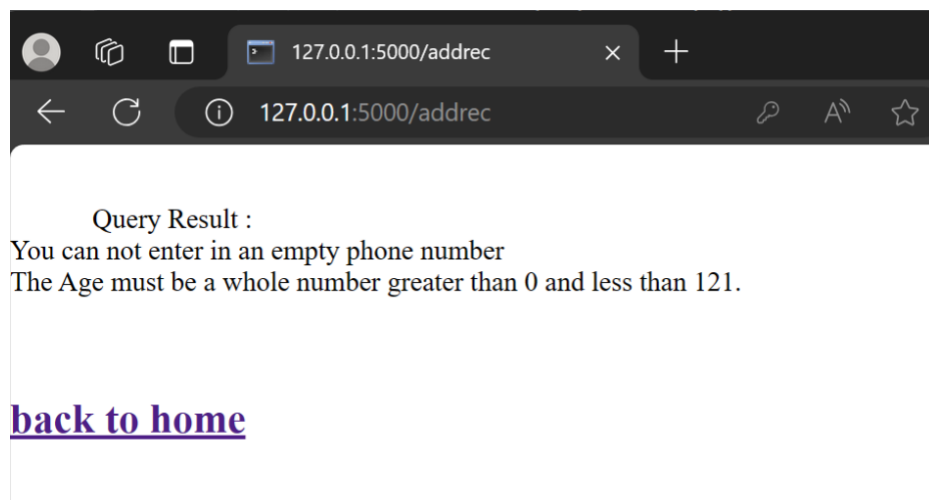 127.0.0.1:5000/addrec
127.0.0.1:5000/addrec
Query Result :
You can not enter in an empty phone number
The Age must be a whole number greater than 0 and less than 121.
back to home